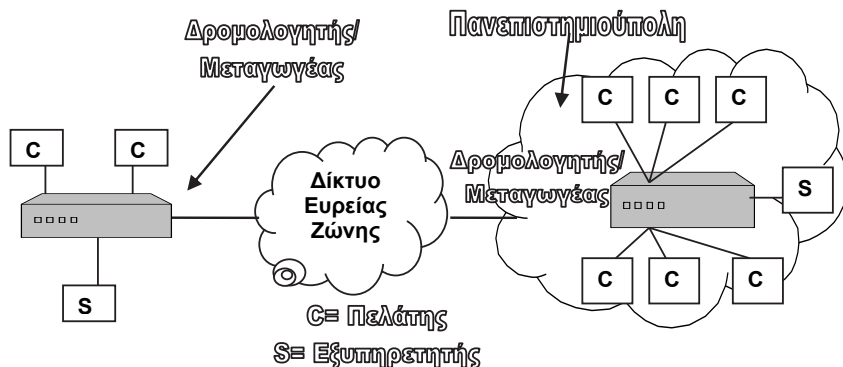 Δρομολογητής/
Μεταγωγέας
Πανεπιστημιούπολη
C
C
C
C
C
Δρομολογητής/
Μεταγωγέας
S
Δίκτυο
Ευρείας
Ζώνης
S
C
C
C
C= Πελάτης
S= Εξυπηρετητής